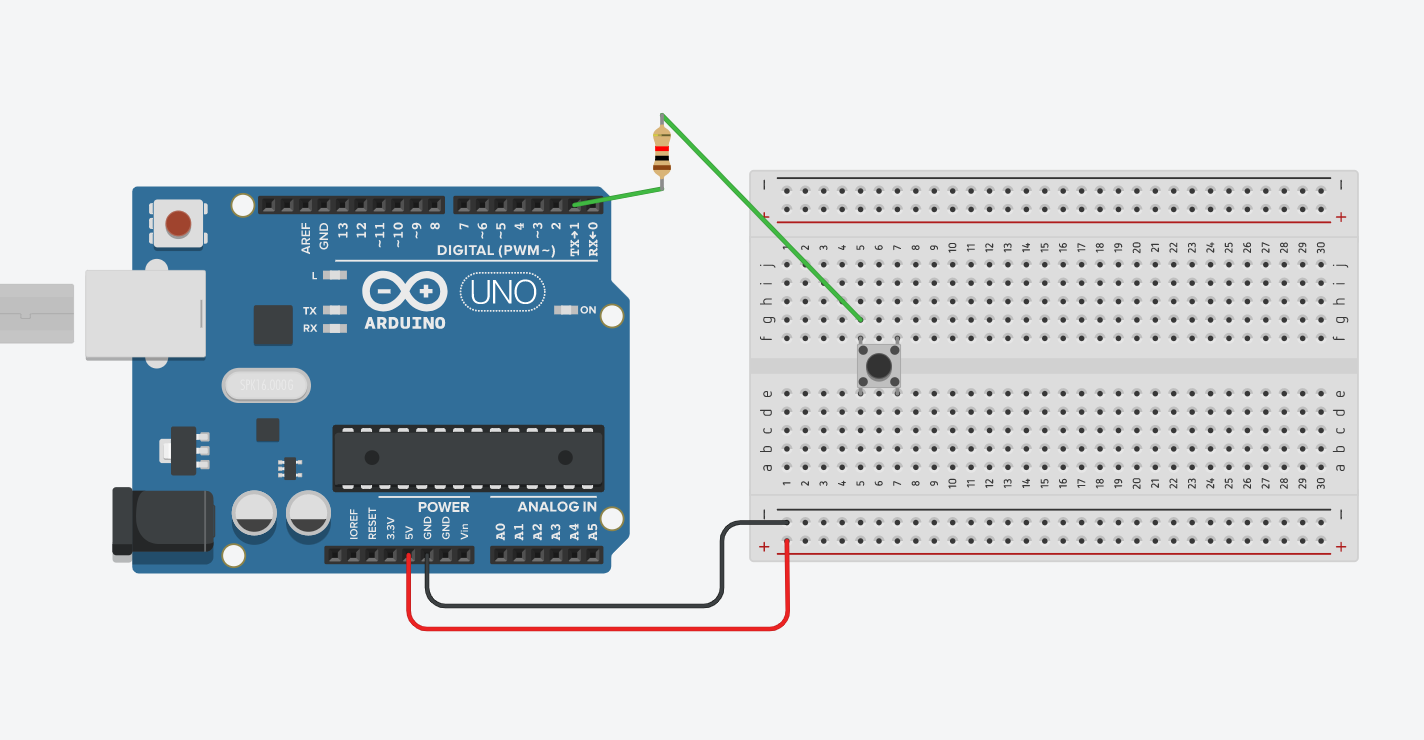 AREF
GND
13
12
~11
~10
~9
8
7
~6
~5
4
~3
2
TX→1
RX←0
DIGITAL (PWM~)
L
TX
RX
ARDUINO
UNO
ON
SPK16.000G
IOREF
RESET
3.3V
5V
GND
GND
Vin
POWER
ANALOG IN
A0
A1
A2
A3
A4
A5
− −
+ +
1 2 3 4 5 6 7 8 9 10 11 12 13 14 15 16 17 18 19 20 21 22 23 24 25 26 27 28 29 30
j j
i i
h h
g g
f f
e e
d d
c c
b b
a a
1 2 3 4 5 6 7 8 9 10 11 12 13 14 15 16 17 18 19 20 21 22 23 24 25 26 27 28 29 30
− −
+ +